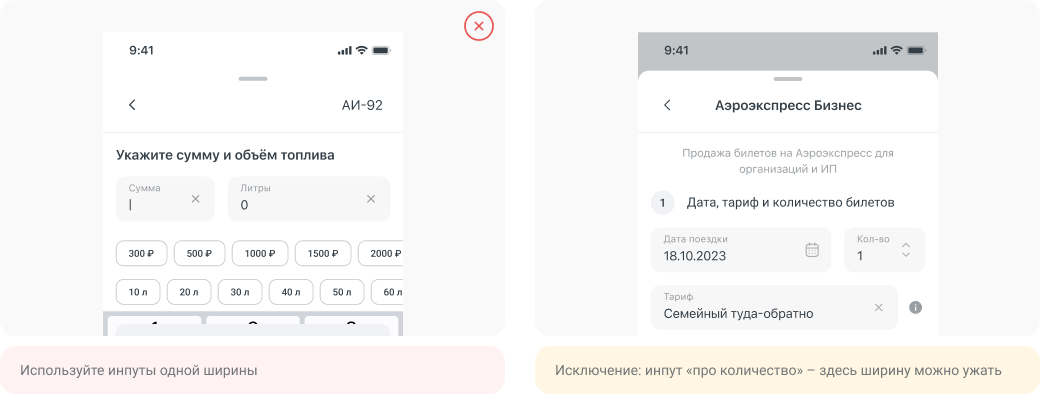 9:41
АИ-92
Укажите сумму и объём топлива
Сумма
Литры
0
300 ₽ 500 ₽ 1000 ₽ 1500 ₽ 2000 ₽
10 л 20 л 30 л 40 л 50 л 60 л
Используйте инпуты одной ширины
9:41
Аэроэкспресс Бизнес
Продажа билетов на Аэроэкспресс для
организаций и ИП
1 Дата, тариф и количество билетов
Дата поездки
18.10.2023
Кол-во
1
Тариф
Семейный туда-обратно
Исключение: инпут «про количество» – здесь ширину можно ужать